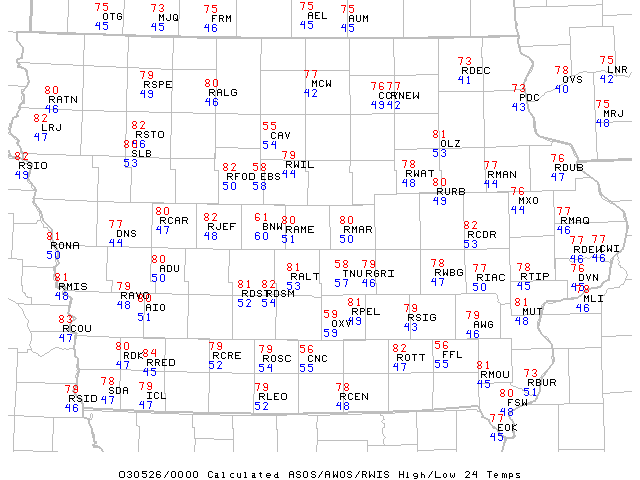 75 OTG 45
73 MJQ 45
75 FRM 46
75 AEL 45
75 AUM 45
80 RATN 46
79 RSPE 49
80 RALG 46
77 MCW 42
73 RDEC 41
78 OVS 40
75 LNR 42
76 49
77 RNEW 42
73 PDC 43
75 MRJ 48
82 LRJ 47
82 RSTO
SLB 53
55 CAV 54
81 OLZ 53
82 RSIO 49
82 RFOD 50
58 EBS 58
79 RWIL 44
78 RWAT 48
80 RURB 49
77 RMAN 44
76 RDUB 47
76 MXO 44
81 RONA 50
77 DNS 44
80 RCAR 47
82 RJEF 48
61 BNW 60
80 RAME 51
80 RMAR 50
82 RCDR 53
77 RMAQ 46
76 46
77 CWI 46
81 RMIS 48
80 ADU 50
79 RAVO 48
AIO 51
81 RDST 52
82 RDSM 54
81 RALT 53
58 TNU 57
79 RGRI 46
78 RWBG 47
77 RIAC 50
78 RTIP 45
76 DVN
MLI 46
83 RCOU 47
59 OXV 59
81 RPEL 49
79 RSIG 43
79 AWG 46
81 MUT 48
80 RDK 47
84 RRED 45
79 RCRE 52
79 ROSC 54
56 CNC 55
82 ROTT 47
56 FFL 55
81 RMOU 45
73 RBUR 51
78 RSID 46
78 SDA 47
79 ICL 47
79 RLEO 52
78 RCEN 48
80 FSW 48
77 EOK 45
030526/0000 Calculated ASOS/AWOS/RWIS High/Low 24 Temps